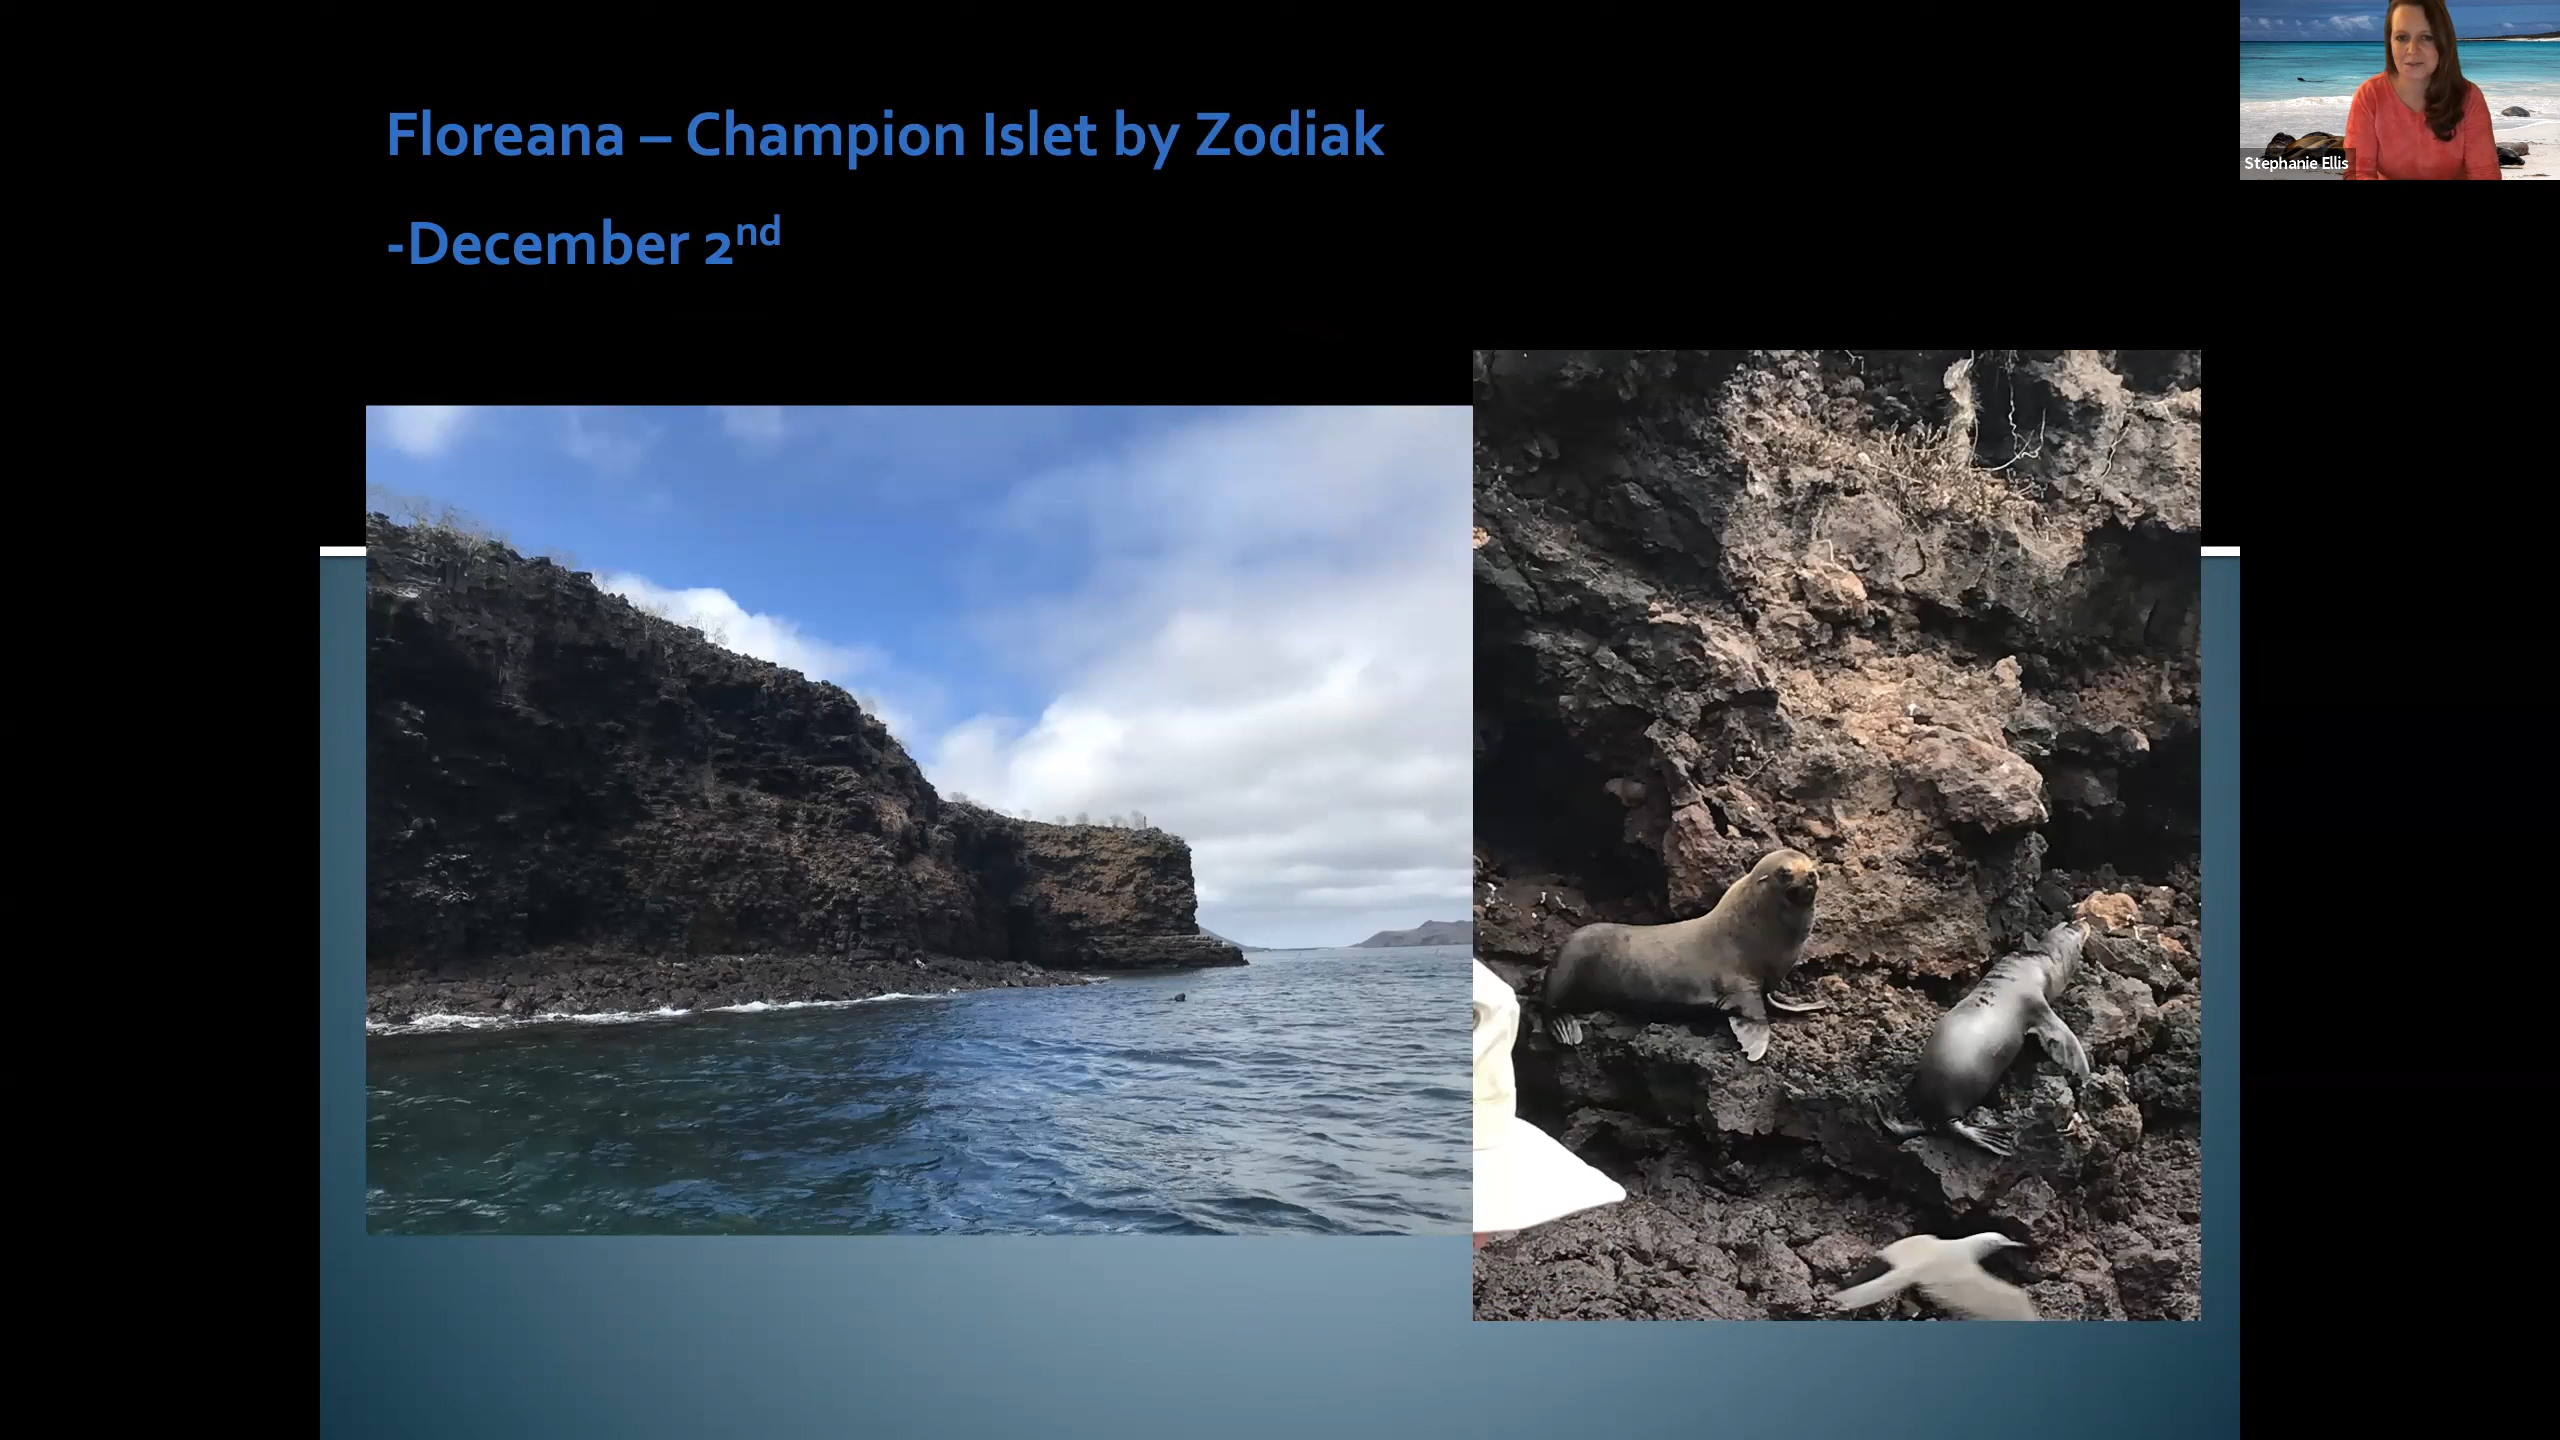 Floreana – Champion Islet by Zodiak
-December 2nd
Stephanie Ellis